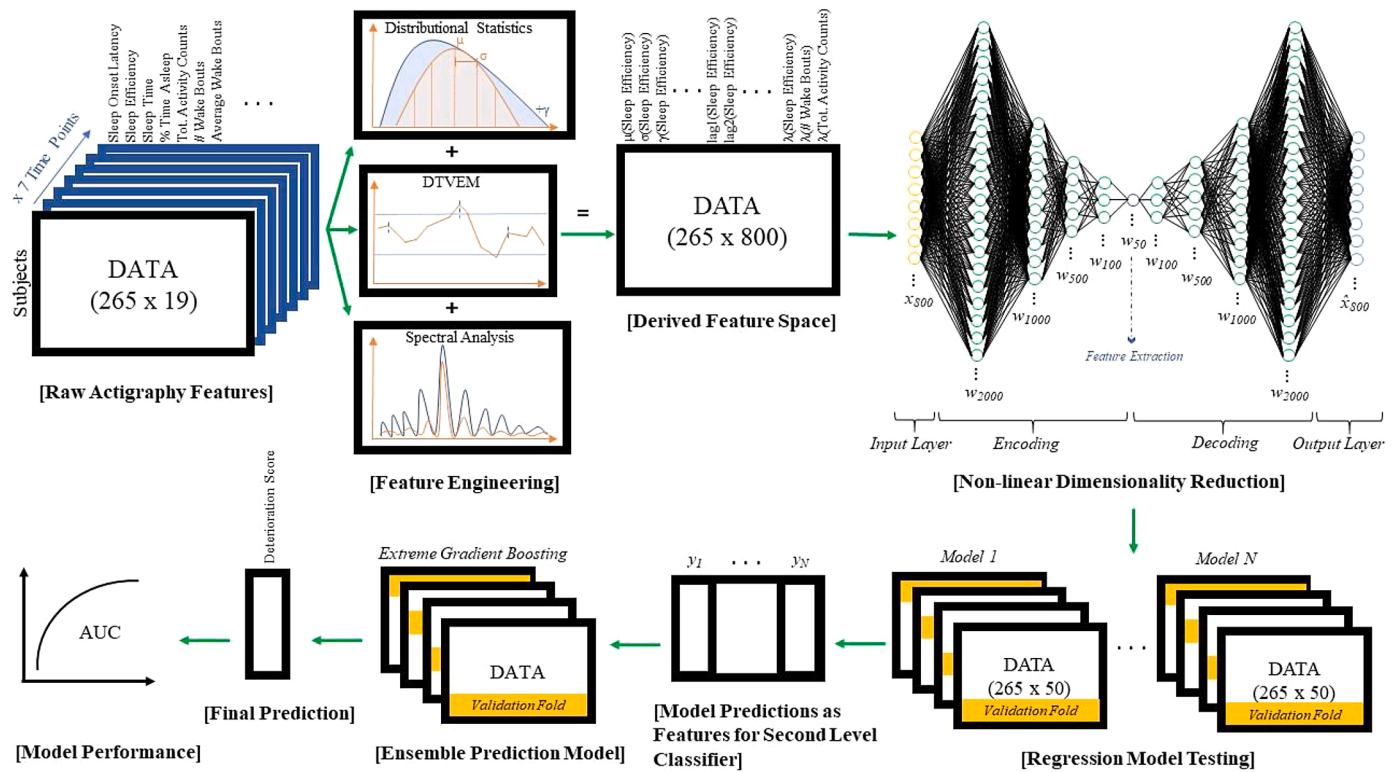 x 7 Time Points
Sleep Onset Latency
Sleep Efficiency
Sleep Time
% Time Asleep
Tot. Activity Counts
# Wake Bouts
Average Wake Bouts
. . .
Subjects
DATA
(265 x 19)
[Raw Actigraphy Features]
Distributional Statistics
μ
σ
+γ
+
DTVEM
+
Spectral Analysis
[Feature Engineering]
=
μ(Sleep Efficiency)
σ(Sleep Efficiency)
γ(Sleep Efficiency)
. . . .
lag1(Sleep Efficiency)
lag2(Sleep Efficiency)
. . .
λ(Sleep Efficiency)
λ(# Wake Bouts)
λ(Tot. Activity Counts)
DATA
(265 x 800)
[Derived Feature Space]
x800
w2000
w1000
w500
w100
w50
w100
w500
w1000
w2000
x̂800
Feature Extraction
Input Layer
Encoding
Decoding
Output Layer
[Non-linear Dimensionality Reduction]
Model 1
DATA
(265 x 50)
Validation Fold
. . .
Model N
DATA
(265 x 50)
Validation Fold
[Regression Model Testing]
y1 . . . yN
[Model Predictions as
Features for Second Level
Classifier]
Extreme Gradient Boosting
DATA
Validation Fold
[Ensemble Prediction Model]
Deterioration Score
[Final Prediction]
AUC
[Model Performance]